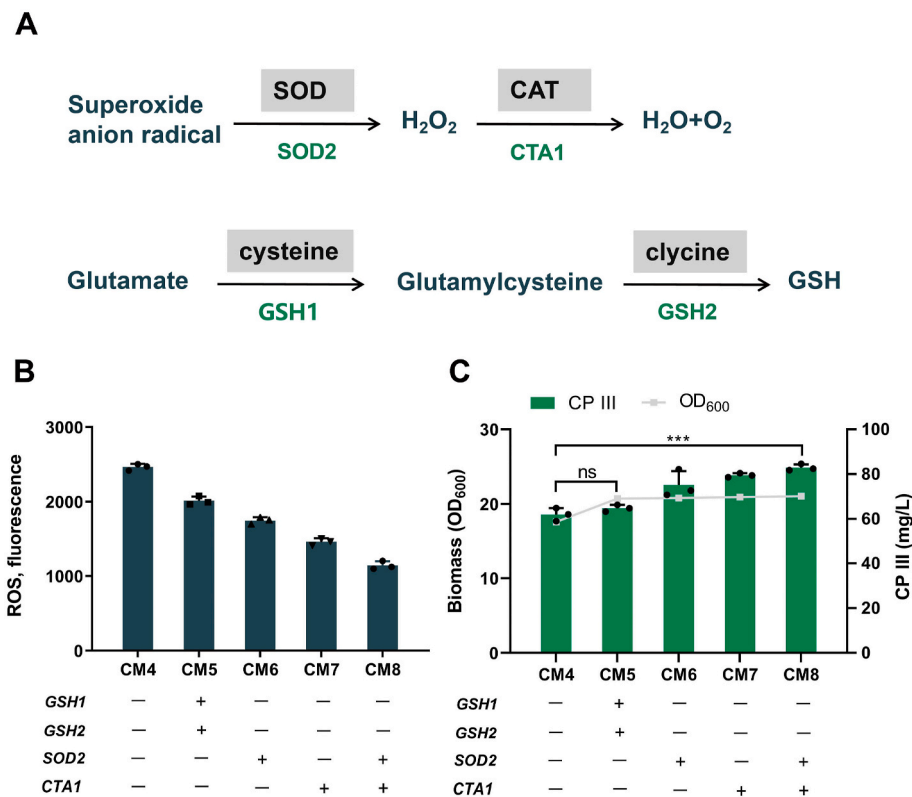 A
SOD CAT
Superoxide
anion radical H₂O₂ H₂O+O₂
SOD2 CTA1
cysteine clycine
Glutamate Glutamylcysteine GSH
GSH1 GSH2
B
ROS, fluorescence
3000
2000
1000
0
CM4 CM5 CM6 CM7 CM8
GSH1 — + — — —
GSH2 — + — — —
SOD2 — — + — +
CTA1 — — — + +
C
CP III OD₆₀₀
Biomass (OD₆₀₀)
30
20
10
0
ns
***
100
80
60
40
20
0
CP III (mg/L)
CM4 CM5 CM6 CM7 CM8
GSH1 — + — — —
GSH2 — + — — —
SOD2 — — + — +
CTA1 — — — + +